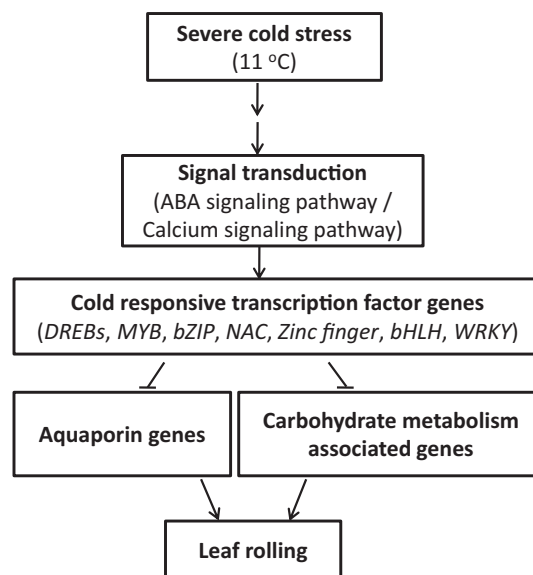 Severe cold stress
(11 °C)
Signal transduction
(ABA signaling pathway /
Calcium signaling pathway)
Cold responsive transcription factor genes
(DREBs, MYB, bZIP, NAC, Zinc finger, bHLH, WRKY)
Aquaporin genes
Carbohydrate metabolism
associated genes
Leaf rolling